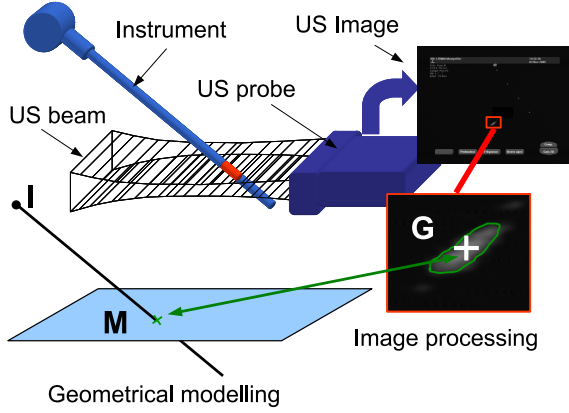 Instrument
US Image
US probe
US beam
I
G
M
Image processing
Geometrical modelling